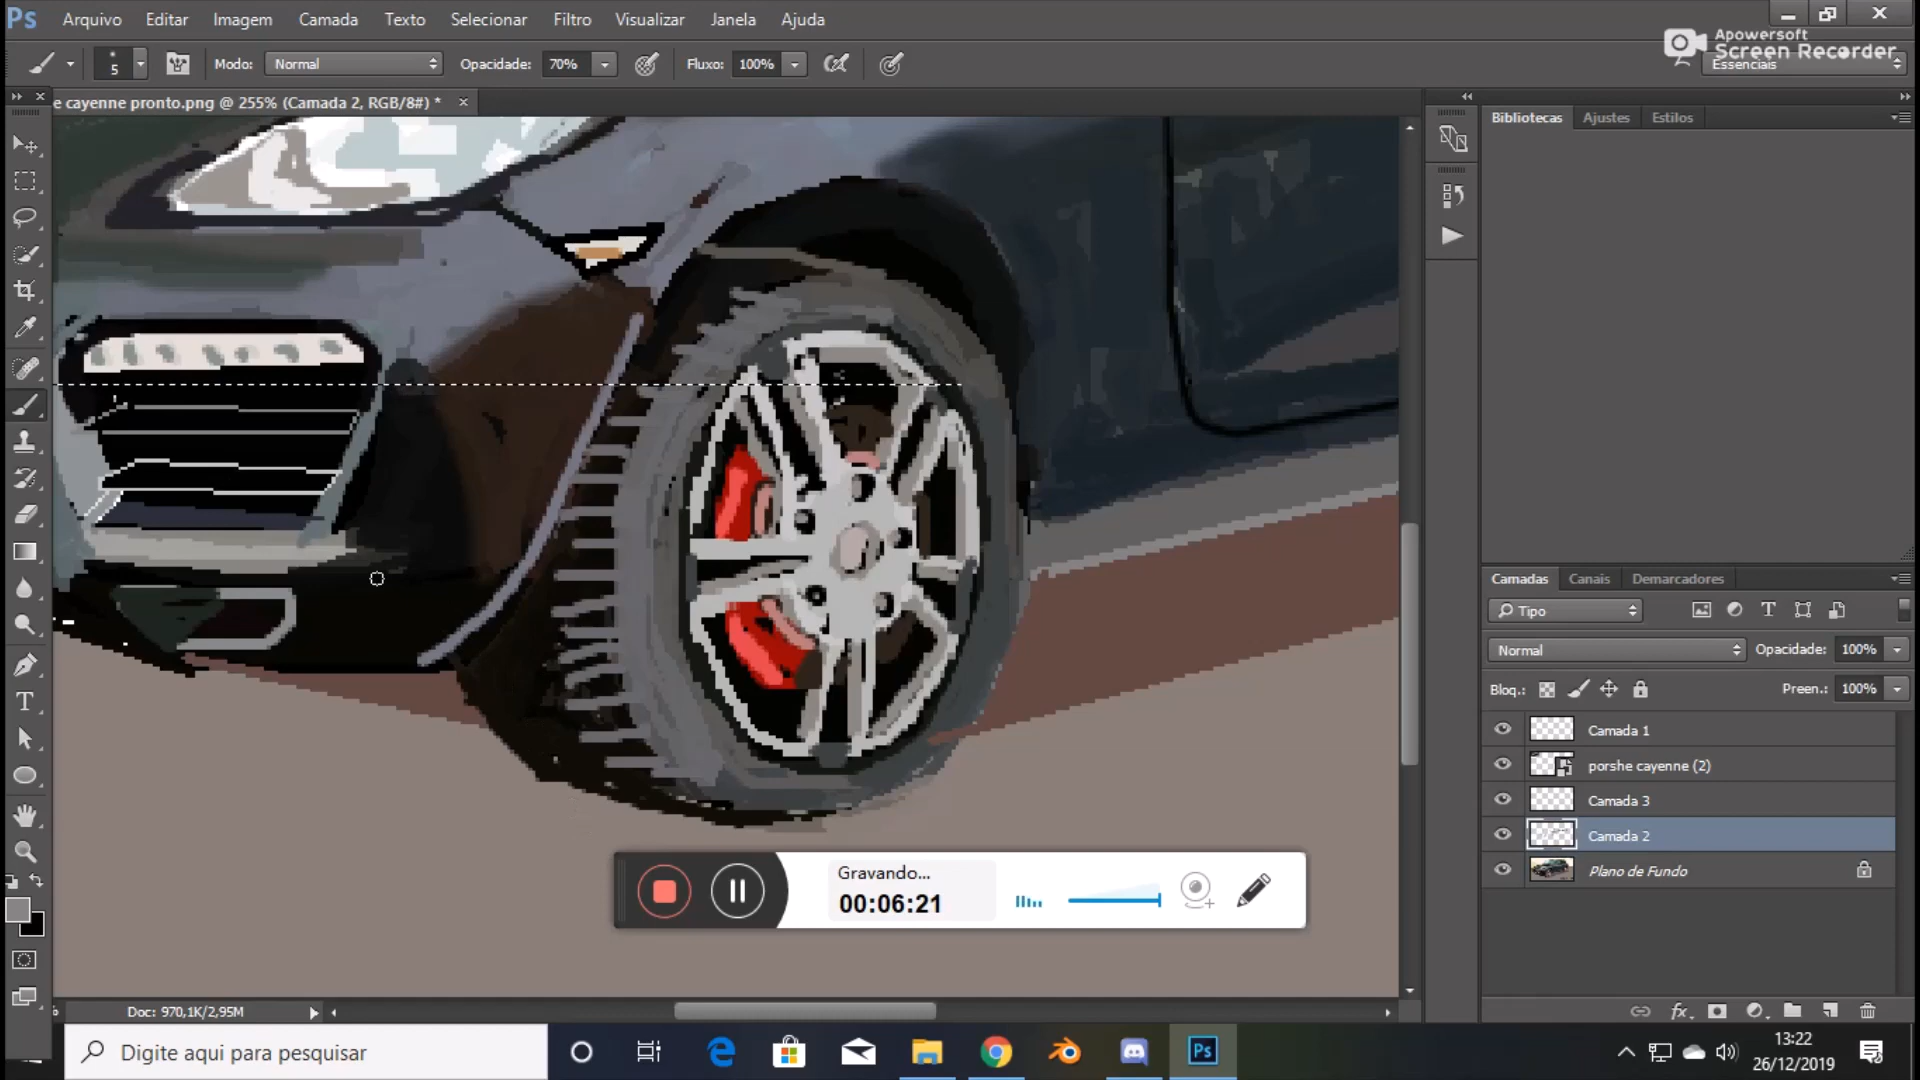 Ps Arquivo Editar Imagem Camada Texto Selecionar Filtro Visualizar Janela Ajuda
Apowersoft
Screen Recorder
5 Modo: Normal Opacidade: 70% Fluxo: 100% Essenciais
e cayenne pronto.png @ 255% (Camada 2, RGB/8#) *
Bibliotecas Ajustes Estilos
Camadas Canais Demarcadores
Tipo
Normal Opacidade: 100%
Bloq.: Preen.: 100%
Camada 1
porshe cayenne (2)
Camada 3
Camada 2
Plano de Fundo
Gravando...
00:06:21
Doc: 970,1K/2,95M
Digite aqui para pesquisar
Ps
13:22
26/12/2019